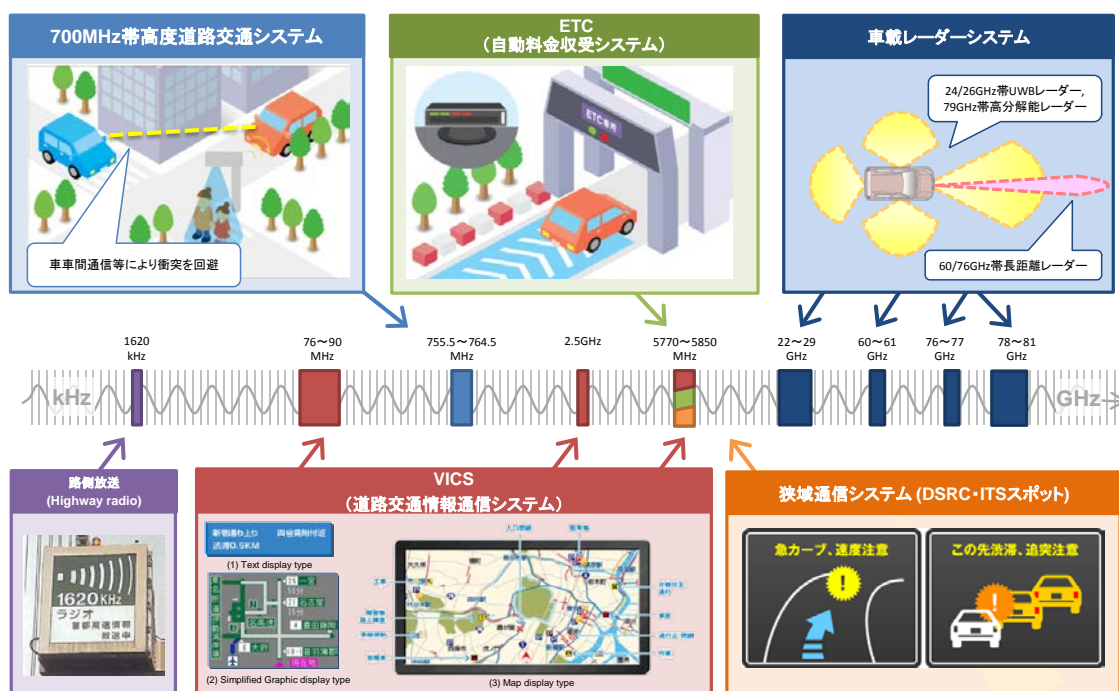 700MHz帯高度道路交通システム
車車間通信等により衝突を回避
ETC
(自動料金収受システム)
ETC専用
車載レーダーシステム
24/26GHz帯UWBレーダー,
79GHz帯高分解能レーダー
60/76GHz帯長距離レーダー
1620
kHz
76～90
MHz
755.5～764.5
MHz
2.5GHz
5770～5850
MHz
22～29
GHz
60～61
GHz
76～77
GHz
78～81
GHz
kHz
GHz
路側放送
(Highway radio)
1620KHz
ラジオ
放送中
VICS
(道路交通情報通信システム)
渋滞0.5KM
(1) Text display type
現在地
(2) Simplified Graphic display type
(3) Map display type
狭域通信システム (DSRC・ITSスポット)
急カーブ、速度注意
この先渋滞、追突注意